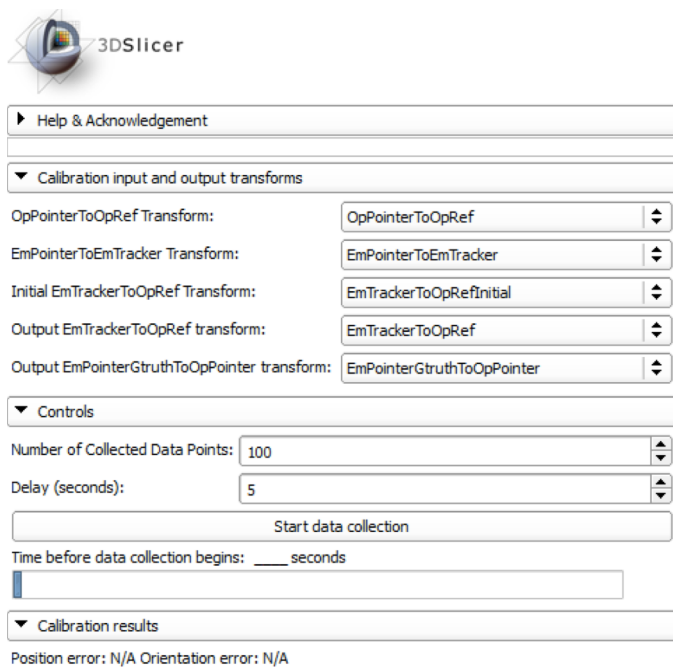 3DSlicer
Help & Acknowledgement
Calibration input and output transforms
OpPointerToOpRef Transform: OpPointerToOpRef
EmPointerToEmTracker Transform: EmPointerToEmTracker
Initial EmTrackerToOpRef Transform: EmTrackerToOpRefInitial
Output EmTrackerToOpRef transform: EmTrackerToOpRef
Output EmPointerGtruthToOpPointer transform: EmPointerGtruthToOpPointer
Controls
Number of Collected Data Points: 100
Delay (seconds): 5
Start data collection
Time before data collection begins: ____ seconds
Calibration results
Position error: N/A Orientation error: N/A